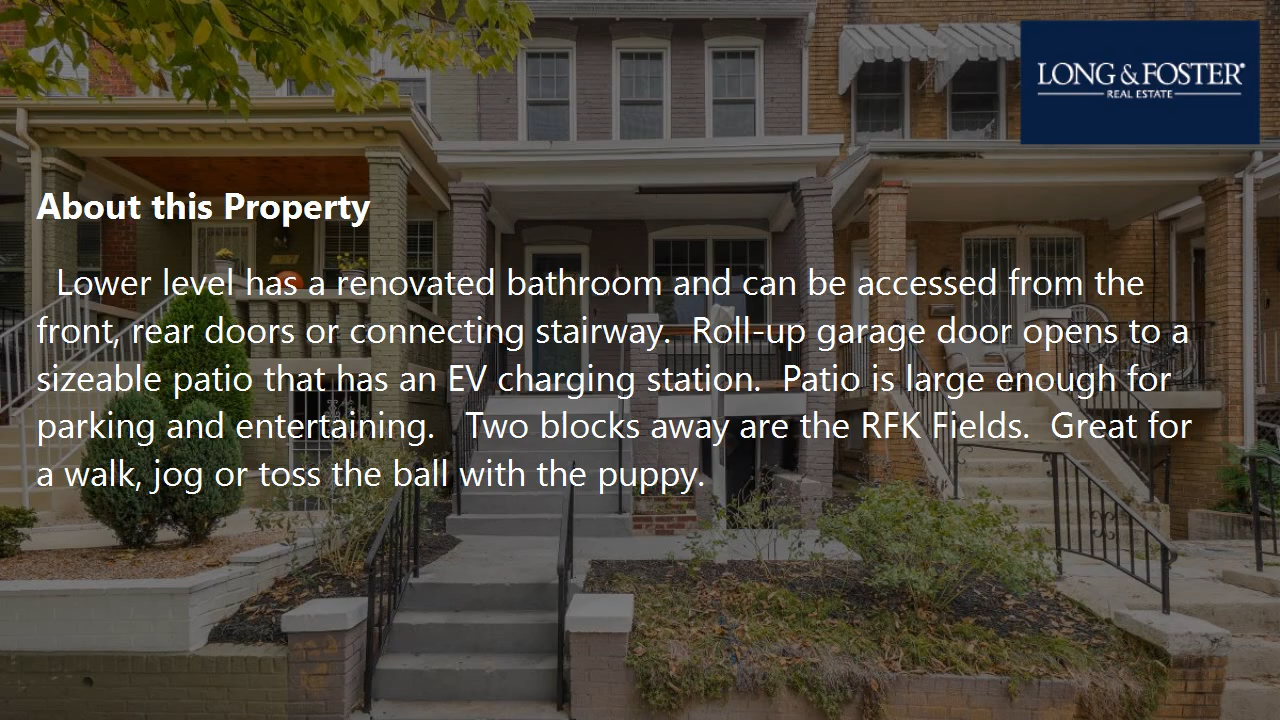 LONG & FOSTER®
REAL ESTATE
About this Property
Lower level has a renovated bathroom and can be accessed from the
front, rear doors or connecting stairway.  Roll-up garage door opens to a
sizeable patio that has an EV charging station.  Patio is large enough for
parking and entertaining.   Two blocks away are the RFK Fields.  Great for
a walk, jog or toss the ball with the puppy.